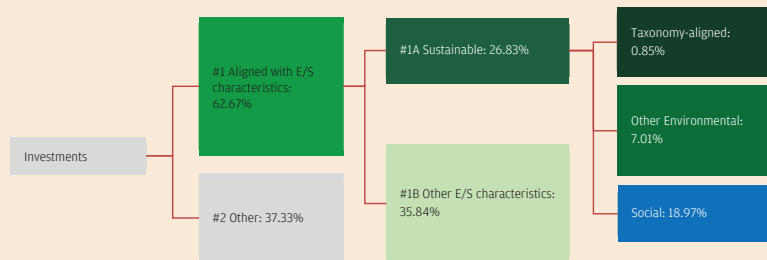 Investments
#1 Aligned with E/S
characteristics:
62.67%
#2 Other: 37.33%
#1A Sustainable: 26.83%
#1B Other E/S characteristics:
35.84%
Taxonomy-aligned:
0.85%
Other Environmental:
7.01%
Social: 18.97%